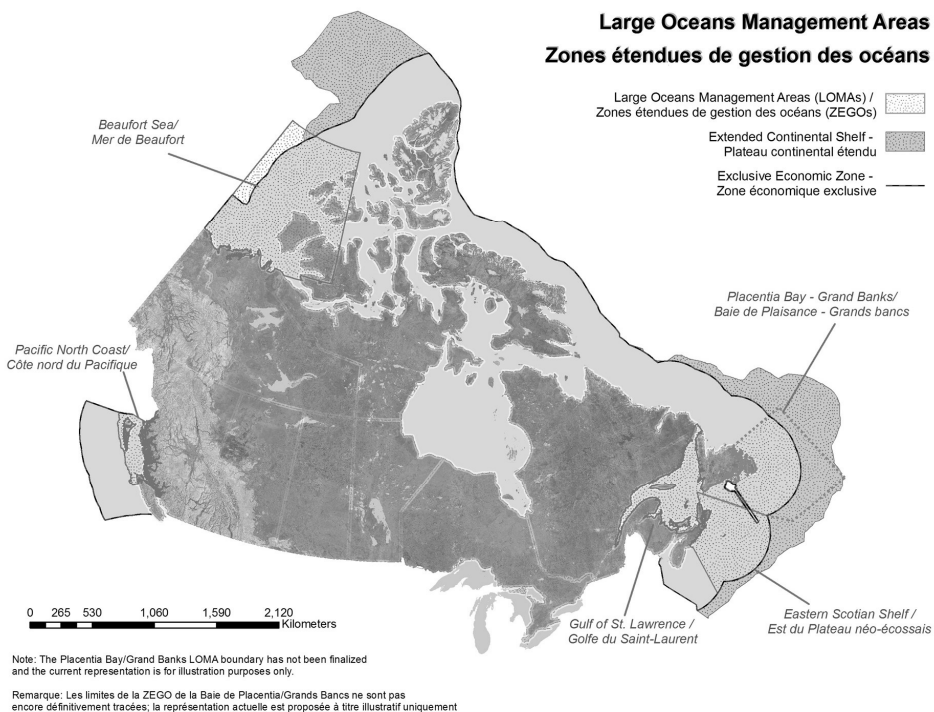 Large Oceans Management Areas
Zones étendues de gestion des océans
Large Oceans Management Areas (LOMAs) /
Zones étendues de gestion des océans (ZEGOs)
Extended Continental Shelf -
Plateau continental étendu
Exclusive Economic Zone -
Zone économique exclusive
Beaufort Sea/
Mer de Beaufort
Placentia Bay - Grand Banks/
Baie de Plaisance - Grands bancs
Pacific North Coast/
Côte nord du Pacifique
Eastern Scotian Shelf /
Est du Plateau néo-écossais
Gulf of St. Lawrence /
Golfe du Saint-Laurent
0 265 530 1,060 1,590 2,120
Kilometers
Note: The Placentia Bay/Grand Banks LOMA boundary has not been finalized
and the current representation is for illustration purposes only.
Remarque: Les limites de la ZEGO de la Baie de Placentia/Grands Bancs ne sont pas
encore définitivement tracées; la représentation actuelle est proposée à titre illustratif uniquement